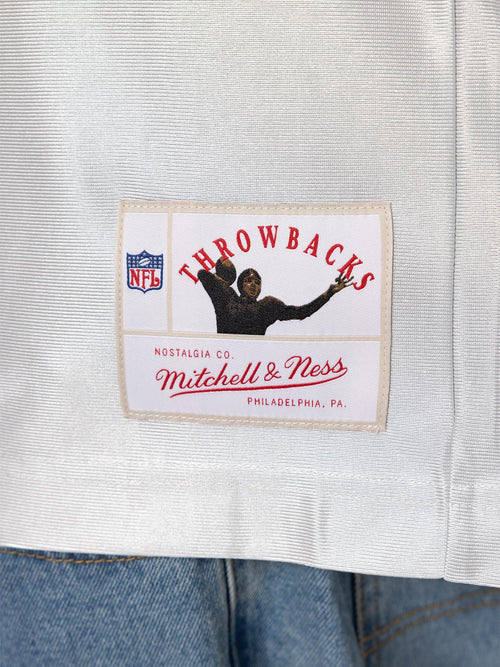 THROWBACKS
NFL
NOSTALGIA CO.
Mitchell & Ness
PHILADELPHIA, PA.